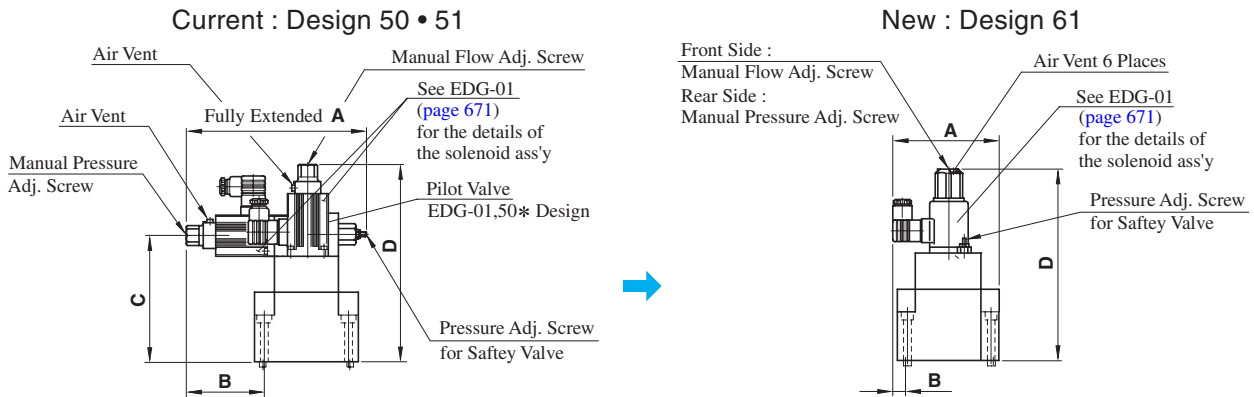 Current : Design 50 • 51
Air Vent
Manual Flow Adj. Screw
See EDG-01
(page 671)
for the details of
the solenoid ass'y
Fully Extended A
Air Vent
Manual Pressure
Adj. Screw
Pilot Valve
EDG-01,50* Design
D
C
B
Pressure Adj. Screw
for Saftey Valve
New : Design 61
Front Side :
Manual Flow Adj. Screw
Rear Side :
Manual Pressure Adj. Screw
Air Vent 6 Places
See EDG-01
(page 671)
for the details of
the solenoid ass'y
A
Pressure Adj. Screw
for Saftey Valve
D
B